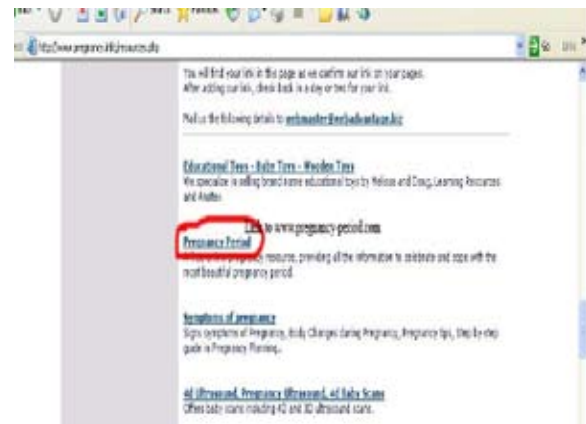 You will find your link in the page as we confirm our link on your pages.
After adding our link, check back in a day or two for your link.
Mail us the following details to
Educational Toys - Baby Toys - Wooden Toys
We specialize in selling brand name educational toys by Melissa and Doug, Learning Resources
and
Link to www.pregnancy-period.com
Pregnancy Period
pregnancy resource, providing all the information to celebrate and cope with the
most beautiful pregnancy period.
Symptoms of pregnancy
Signs symptoms of Pregnancy, Body Changes during Pregnancy, Pregnancy tips, Step by step
guide in Pregnancy Planning..
4d Ultrasound, Pregnancy Ultrasound, 4d Baby Scans
Offers baby scans including 4D and 3D ultrasound scans.